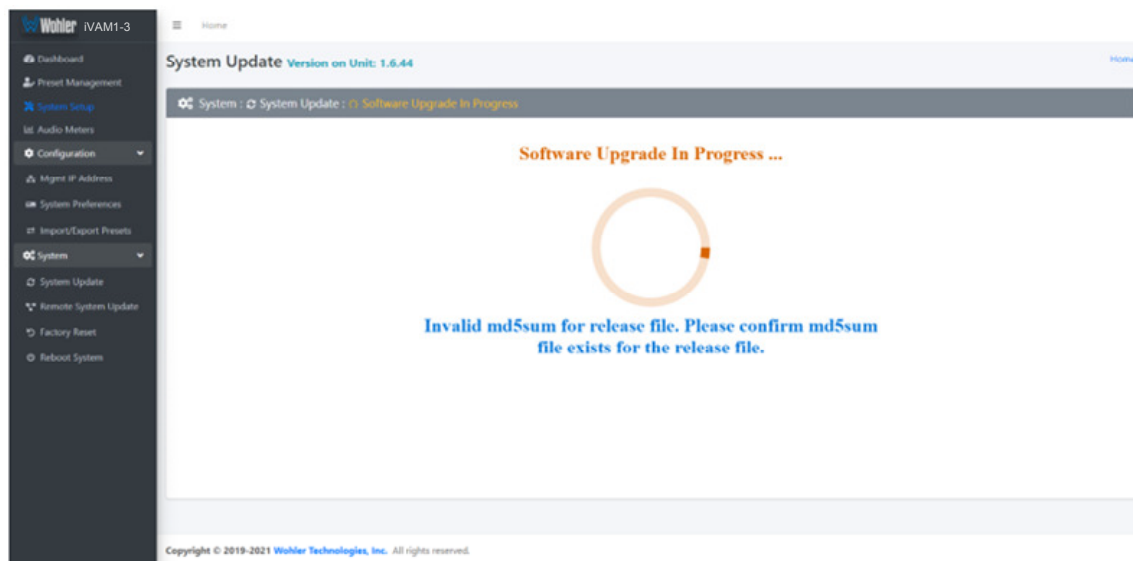 Wohler iVAM1-3
Home
Dashboard
System Update Version on Unit: 1.6.44
Home
Preset Management
System Setup
System : System Update : Software Upgrade In Progress
Audio Meters
Configuration
Software Upgrade In Progress ...
Mgmt IP Address
System Preferences
Import/Export Presets
System
System Update
Remote System Update
Invalid md5sum for release file. Please confirm md5sum
file exists for the release file.
Factory Reset
Reboot System
Copyright © 2019-2021 Wohler Technologies, Inc. All rights reserved.